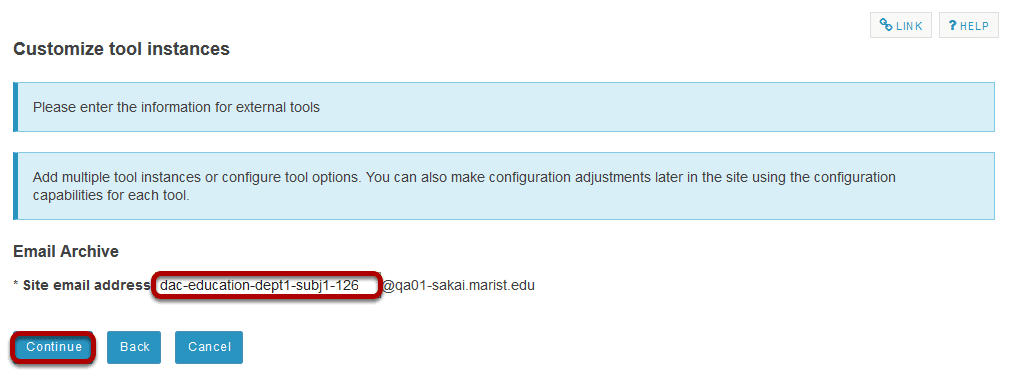 LINK
? HELP
Customize tool instances
Please enter the information for external tools
Add multiple tool instances or configure tool options. You can also make configuration adjustments later in the site using the configuration
capabilities for each tool.
Email Archive
* Site email address dac-education-dept1-subj1-126 @qa01-sakai.marist.edu
Continue Back Cancel